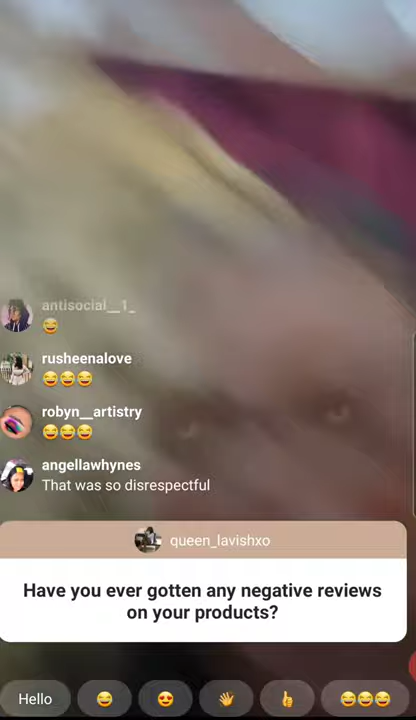 antisocial__1_
😅
rusheenalove
😂😂😂
robyn__artistry
😂😂😂
angellawhynes
That was so disrespectful
queen_lavishxo
Have you ever gotten any negative reviews
on your products?
Hello 😂 😍 👋 👍 😂😂😂